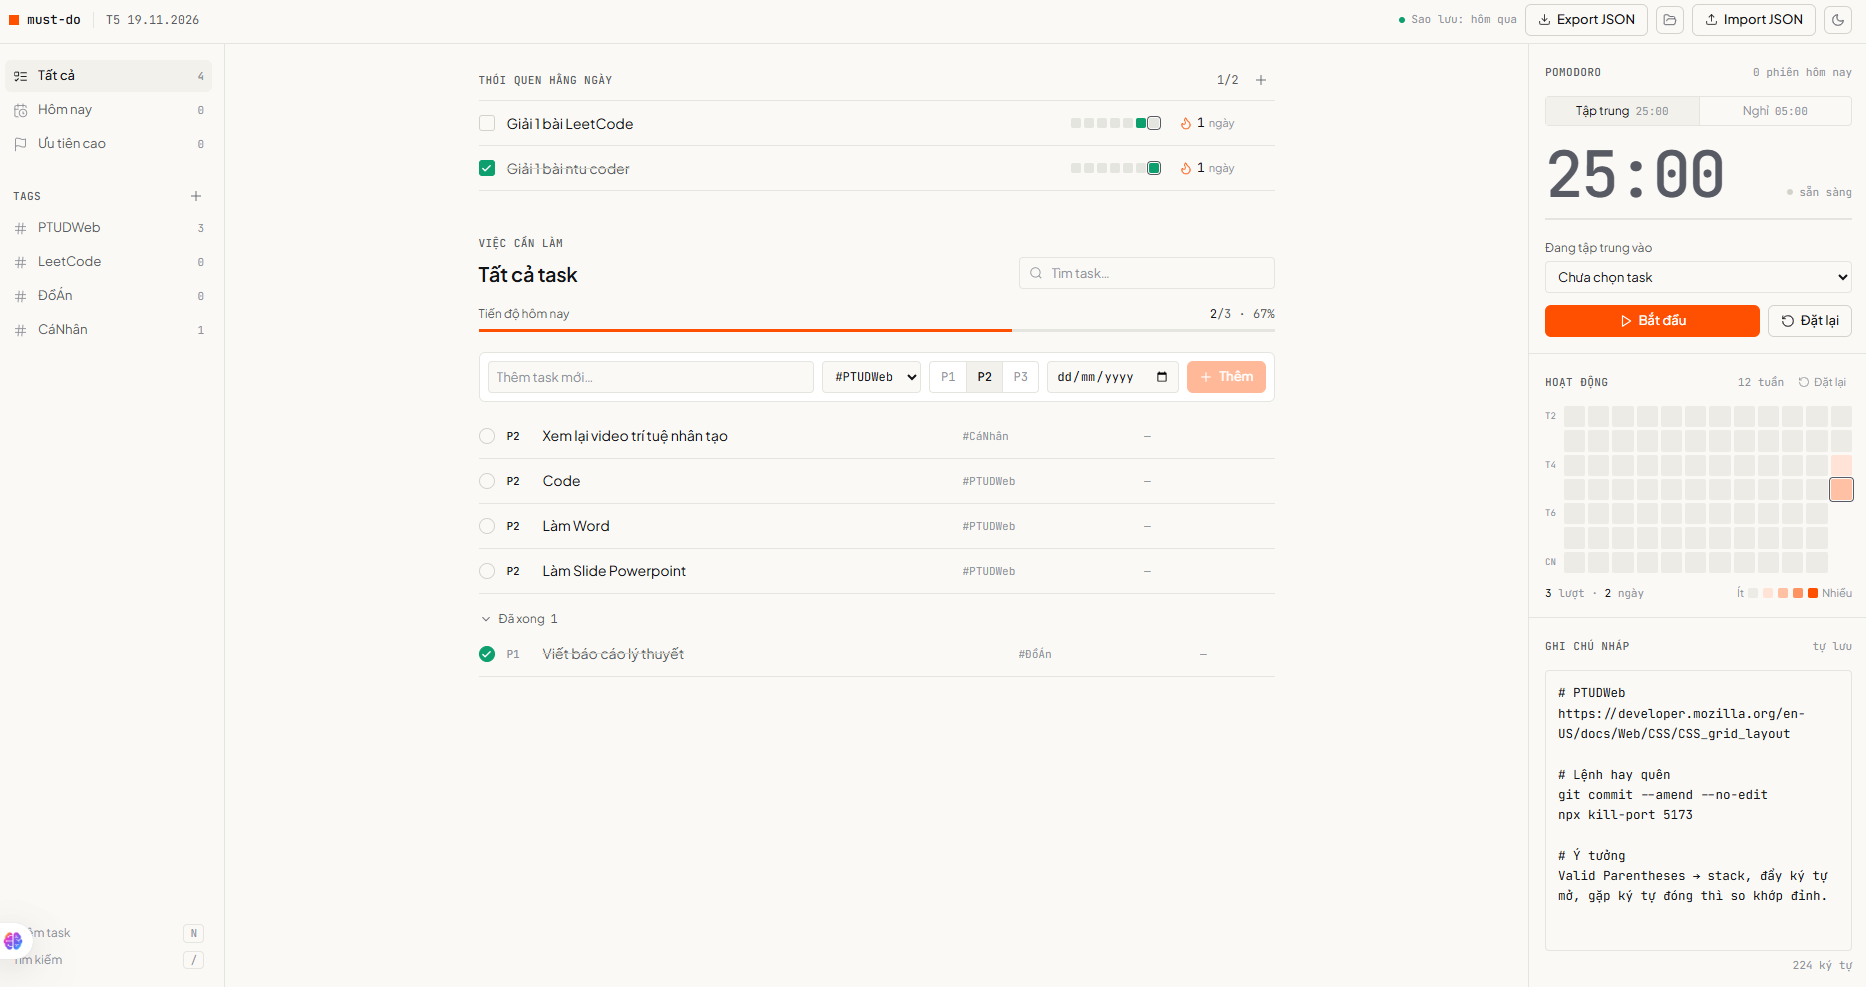 must-do T5 19.11.2026
Sao lưu: hôm qua Export JSON Import JSON
Tất cả 4
Hôm nay 0
Ưu tiên cao 0
TAGS
PTUDWeb 3
LeetCode 0
ĐồÁn 0
CáNhân 1
êm task N
ìm kiếm /
THÓI QUEN HẰNG NGÀY 1/2
Giải 1 bài LeetCode 1 ngày
Giải 1 bài ntu coder 1 ngày
VIỆC CẦN LÀM
Tất cả task
Tìm task...
Tiến độ hôm nay 2/3 · 67%
Thêm task mới... #PTUDWeb P1 P2 P3 dd/mm/yyyy Thêm
P2 Xem lại video trí tuệ nhân tạo #CáNhân —
P2 Code #PTUDWeb —
P2 Làm Word #PTUDWeb —
P2 Làm Slide Powerpoint #PTUDWeb —
Đã xong 1
P1 Viết báo cáo lý thuyết #ĐồÁn —
POMODORO 0 phiên hôm nay
Tập trung 25:00 Nghỉ 05:00
25:00 sẵn sàng
Đang tập trung vào
Chưa chọn task
Bắt đầu Đặt lại
HOẠT ĐỘNG 12 tuần Đặt lại
T2
T4
T6
CN
3 lượt · 2 ngày Ít Nhiều
GHI CHÚ NHÁP tự lưu
# PTUDWeb
https://developer.mozilla.org/en-
US/docs/Web/CSS/CSS_grid_layout
# Lệnh hay quên
git commit --amend --no-edit
npx kill-port 5173
# Ý tưởng
Valid Parentheses → stack, đẩy ký tự
mở, gặp ký tự đóng thì so khớp đỉnh.
224 ký tự